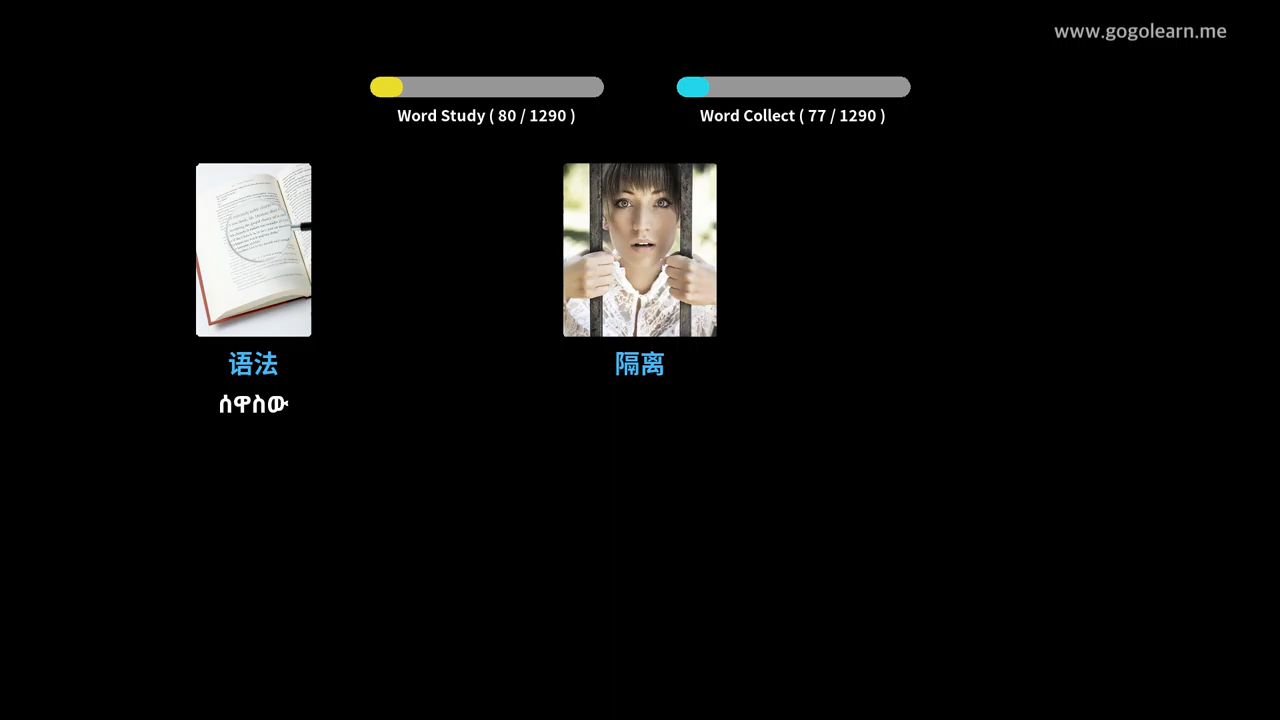 www.gogolearn.me
Word Study ( 80 / 1290 )
Word Collect ( 77 / 1290 )
语法
ሰዋስው
隔离